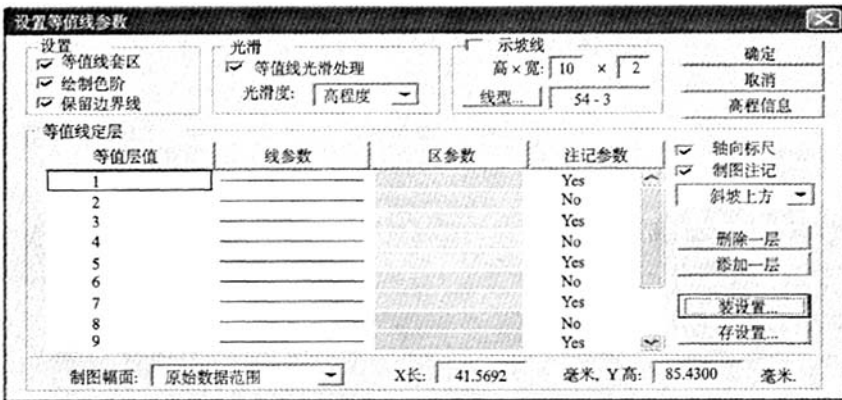 设置等值线参数
设置
等值线套区
绘制色阶
保留边界线
光滑
等值线光滑处理
光滑度: 高程度
示坡线
高×宽: 10 × 2
线型... 54-3
确定
取消
高程信息
等值线定层
等值层值 线参数 区参数 注记参数
1 Yes
2 No
3 Yes
4 No
5 Yes
6 No
7 Yes
8 No
9 Yes
轴向标尺
制图注记
斜坡上方
删除一层
添加一层
装设置...
存设置...
制图幅面: 原始数据范围 X长: 41.5692 毫米, Y高: 85.4300 毫米.